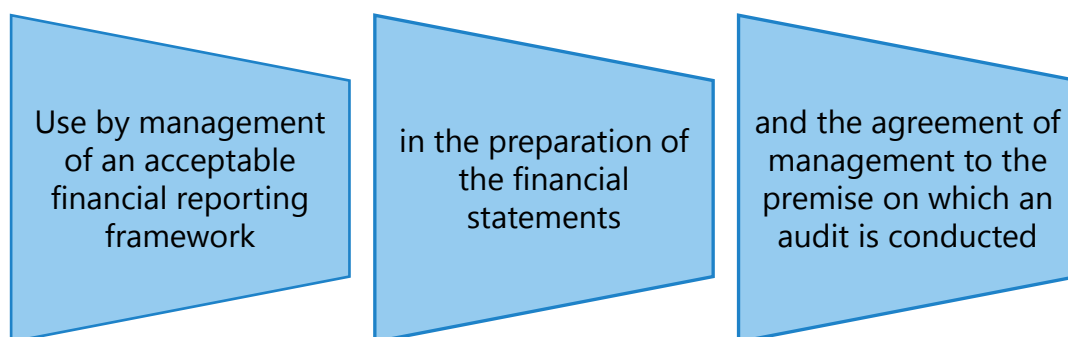 Use by management
of an acceptable
financial reporting
framework
in the preparation of
the financial
statements
and the agreement of
management to the
premise on which an
audit is conducted